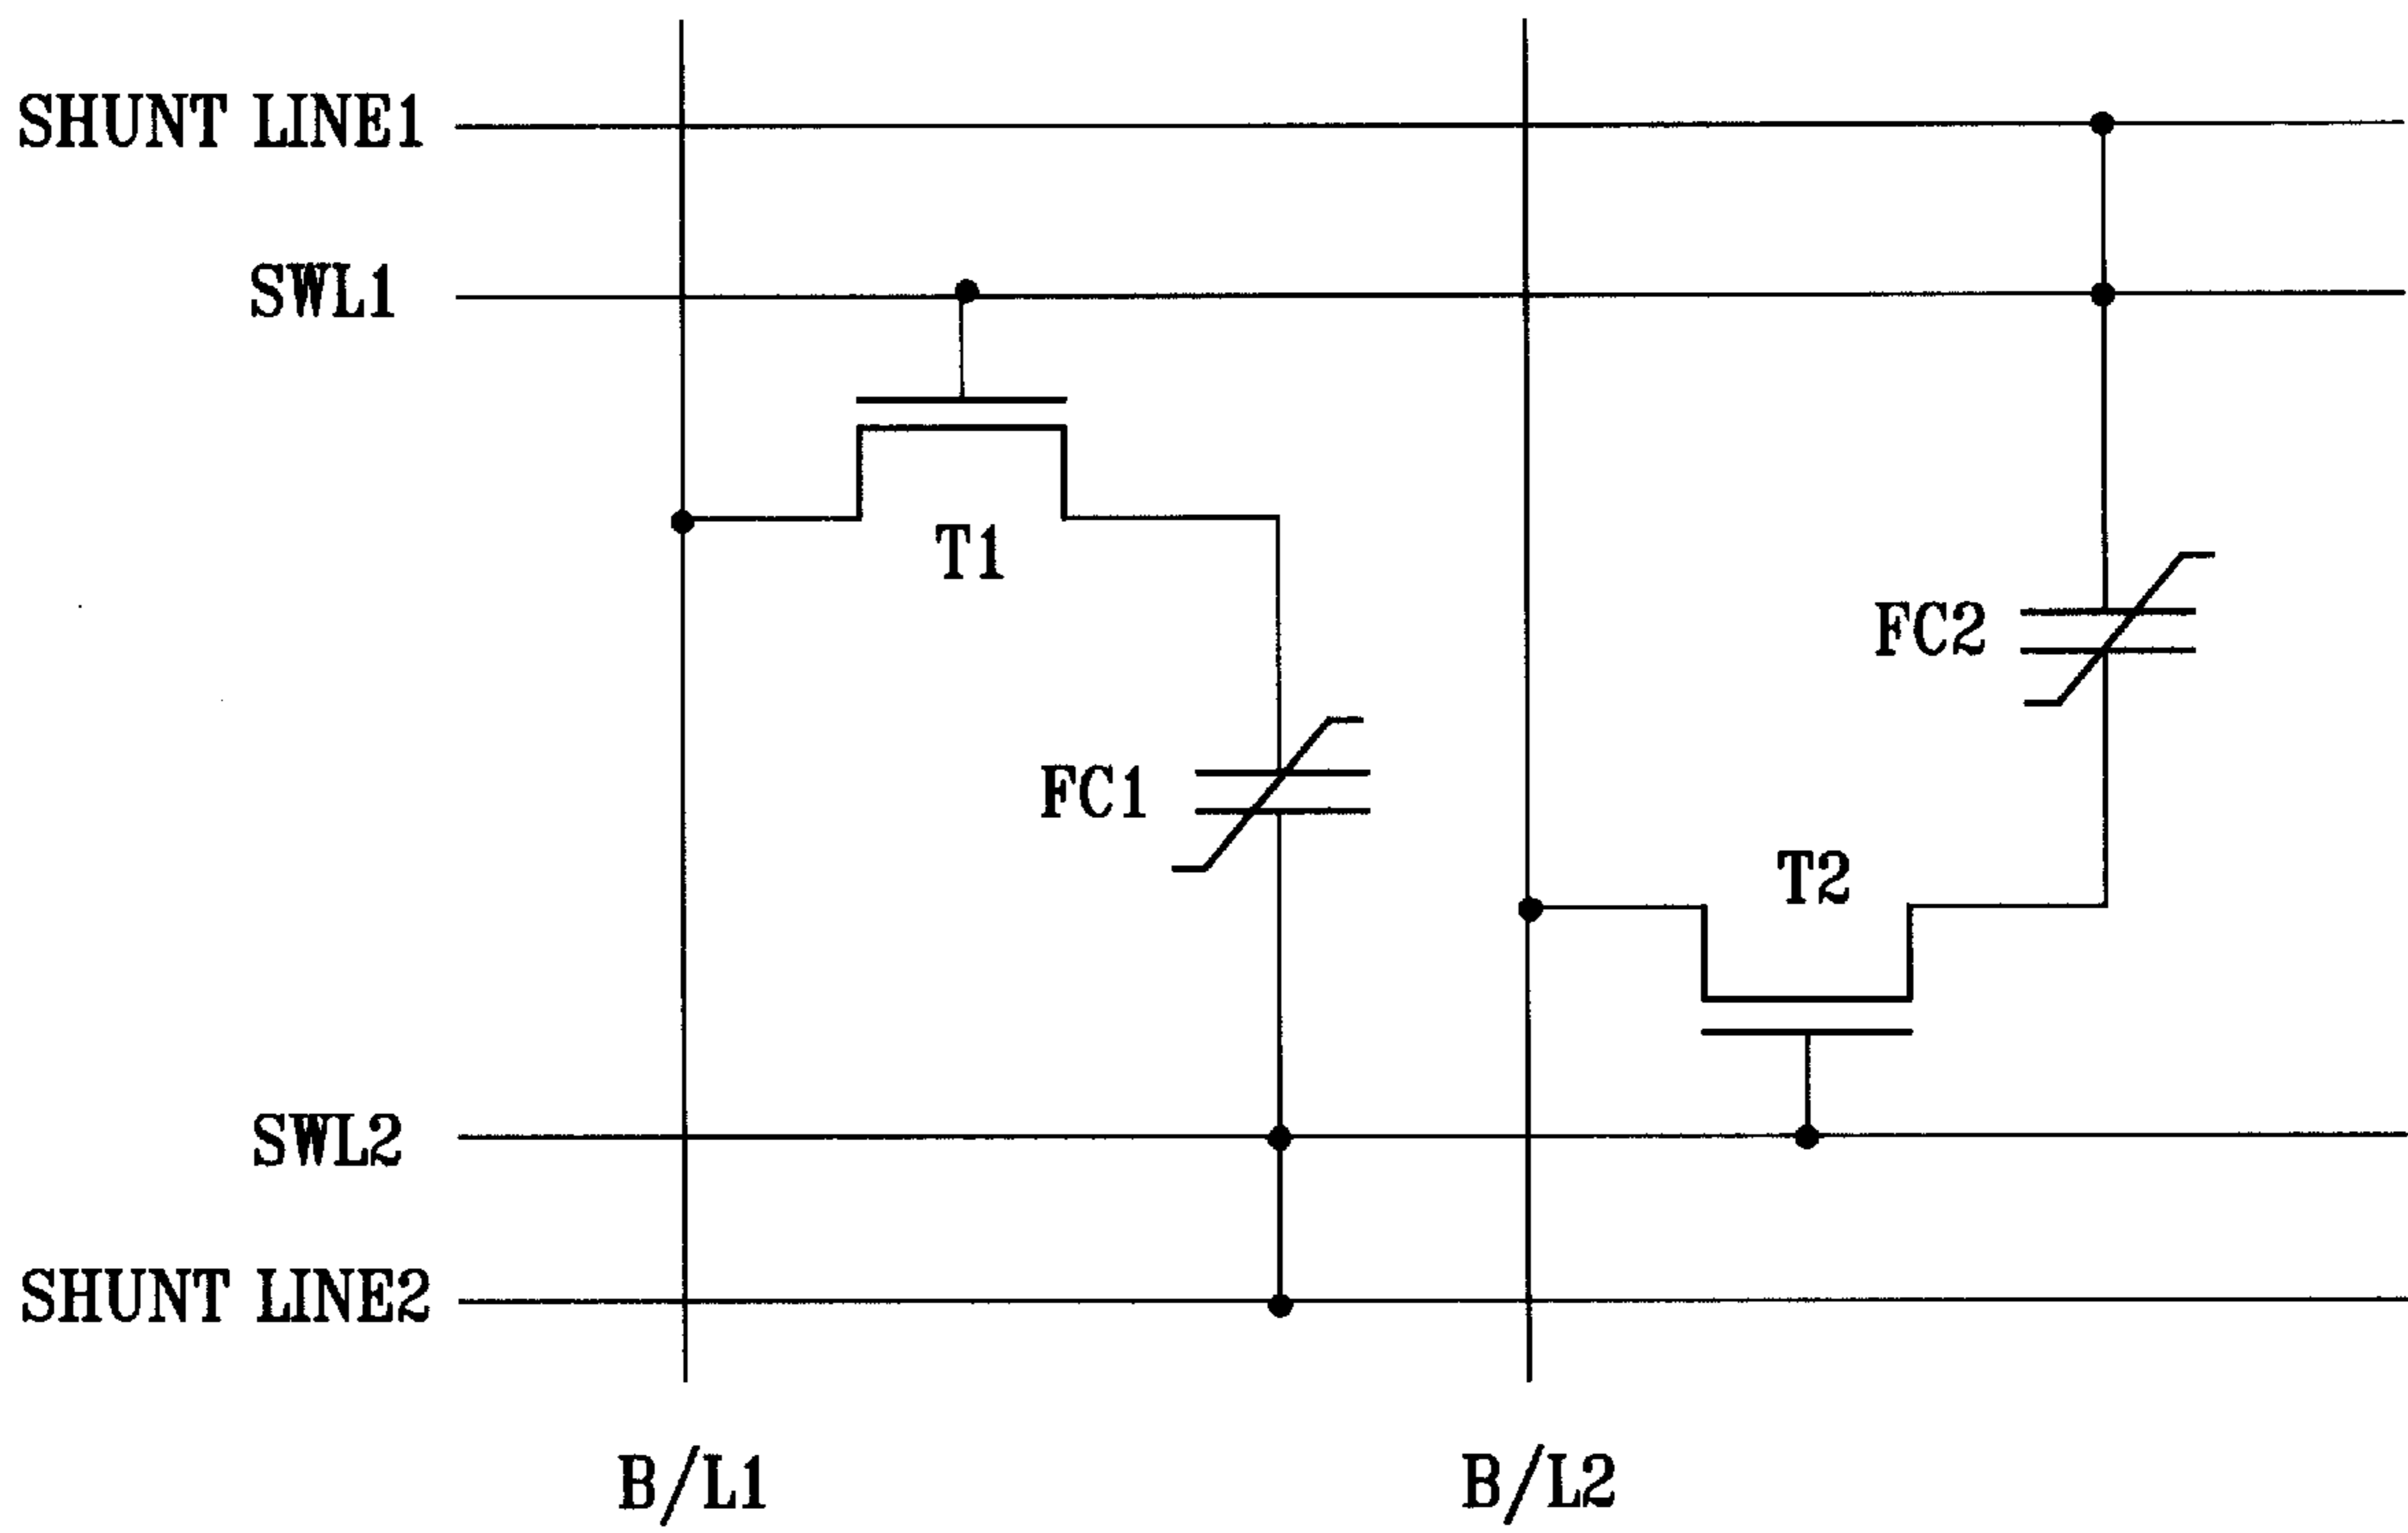 SHUNT LINE1
SWL1
T1
FC2
FC1
T2
SWL2
SHUNT LINE2
B/L1
B/L2